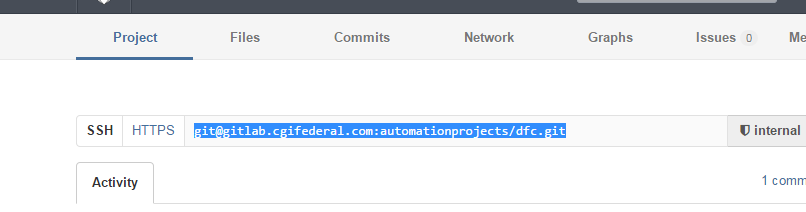 Project Files Commits Network Graphs Issues 0
SSH HTTPS git@gitlab.cgifederal.com:automationprojects/dfc.git internal
Activity 1